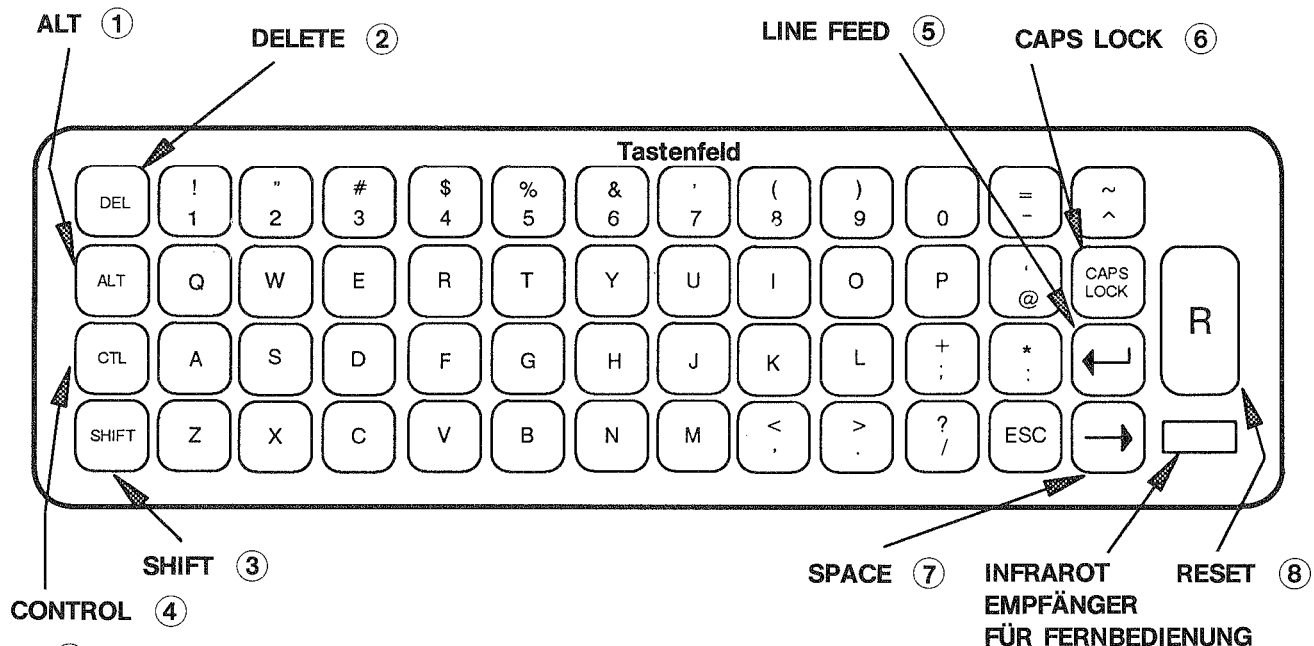 ALT ①
DELETE ②
LINE FEED ⑤
CAPS LOCK ⑥
Tastenfeld
DEL ! 1 " 2 # 3 $ 4 % 5 & 6 ' 7 ( 8 ) 9 0 = - ~ ^
ALT Q W E R T Y U I O P ' @ CAPS LOCK
CTL A S D F G H J K L + ; * :
R
SHIFT Z X C V B N M < , > . ? / ESC
SHIFT ③
CONTROL ④
SPACE ⑦
INFRAROT
EMPFÄNGER
FÜR FERNBEDIENUNG
RESET ⑧